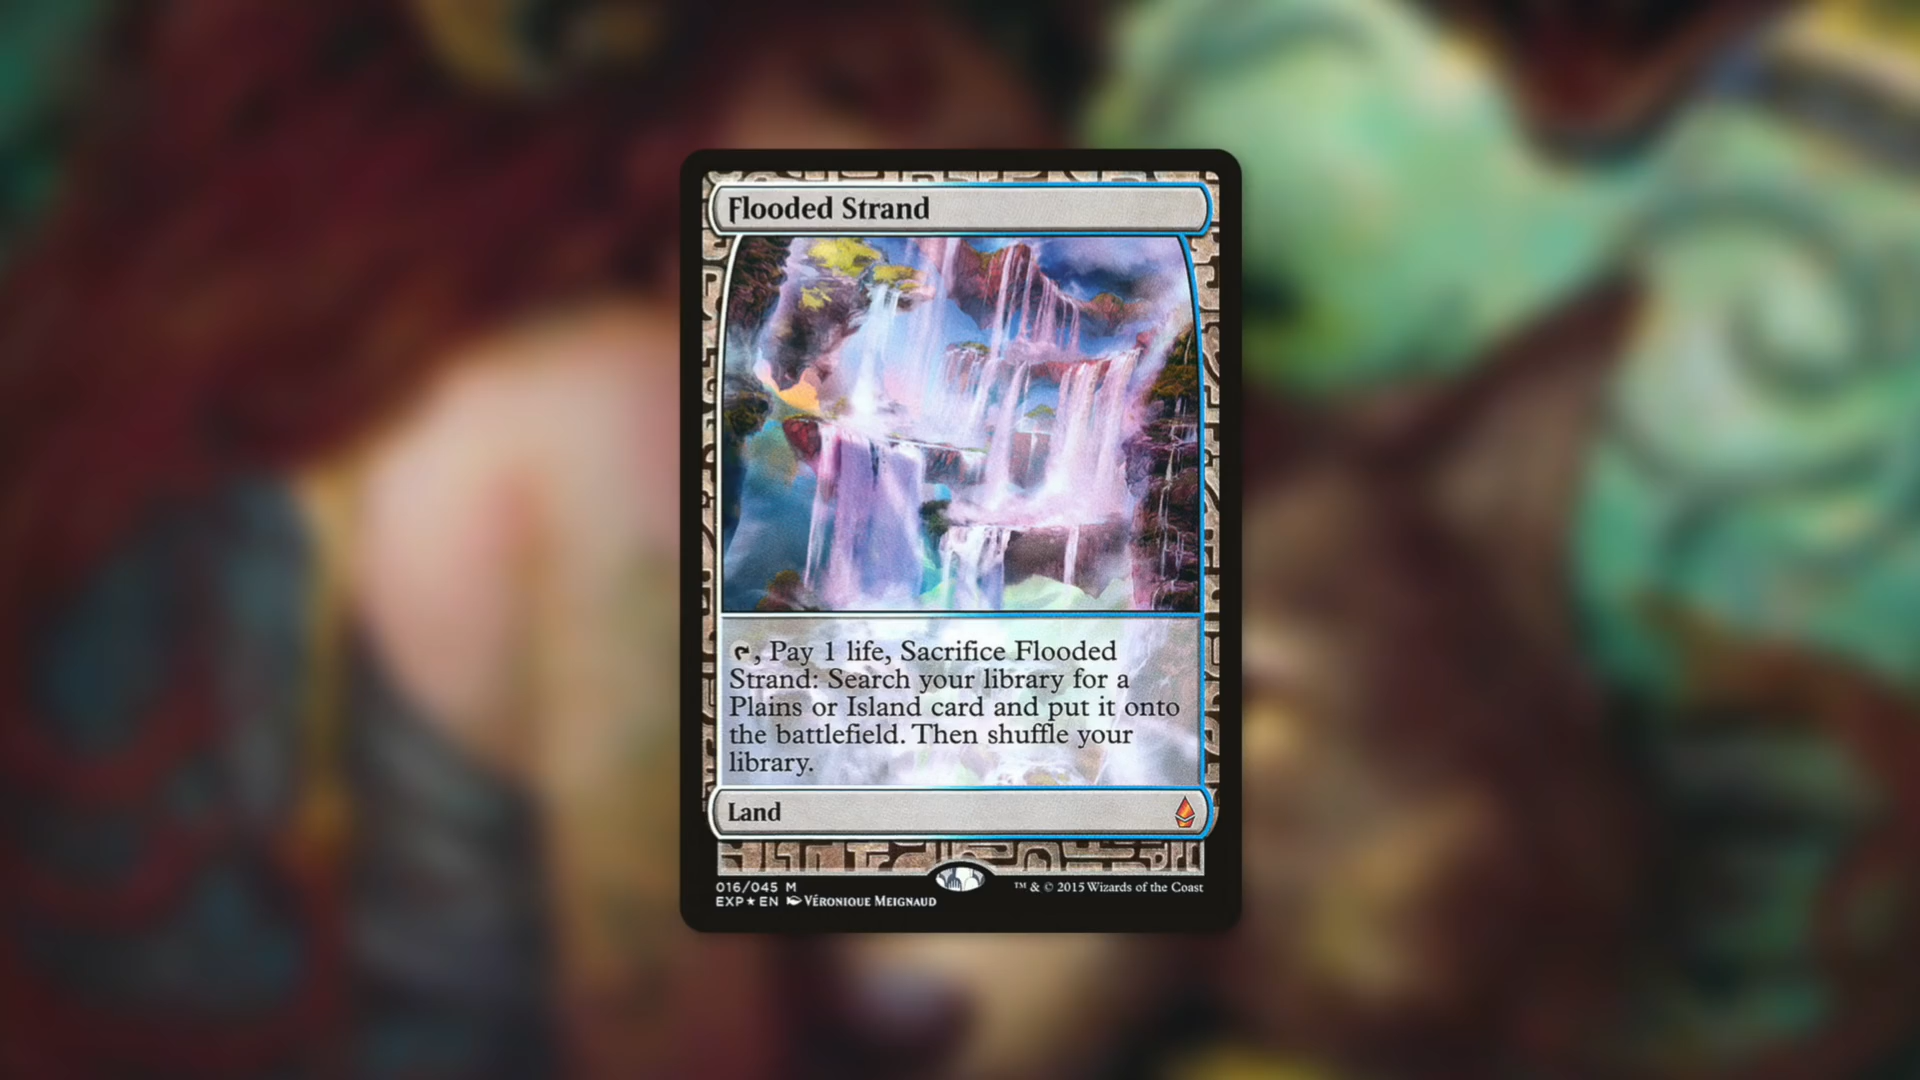 Flooded Strand
, Pay 1 life, Sacrifice Flooded
Strand: Search your library for a
Plains or Island card and put it onto
the battlefield. Then shuffle your
library.
Land
016/045 M
EXP★EN VÉRONIQUE MEIGNAUD
™ & © 2015 Wizards of the Coast